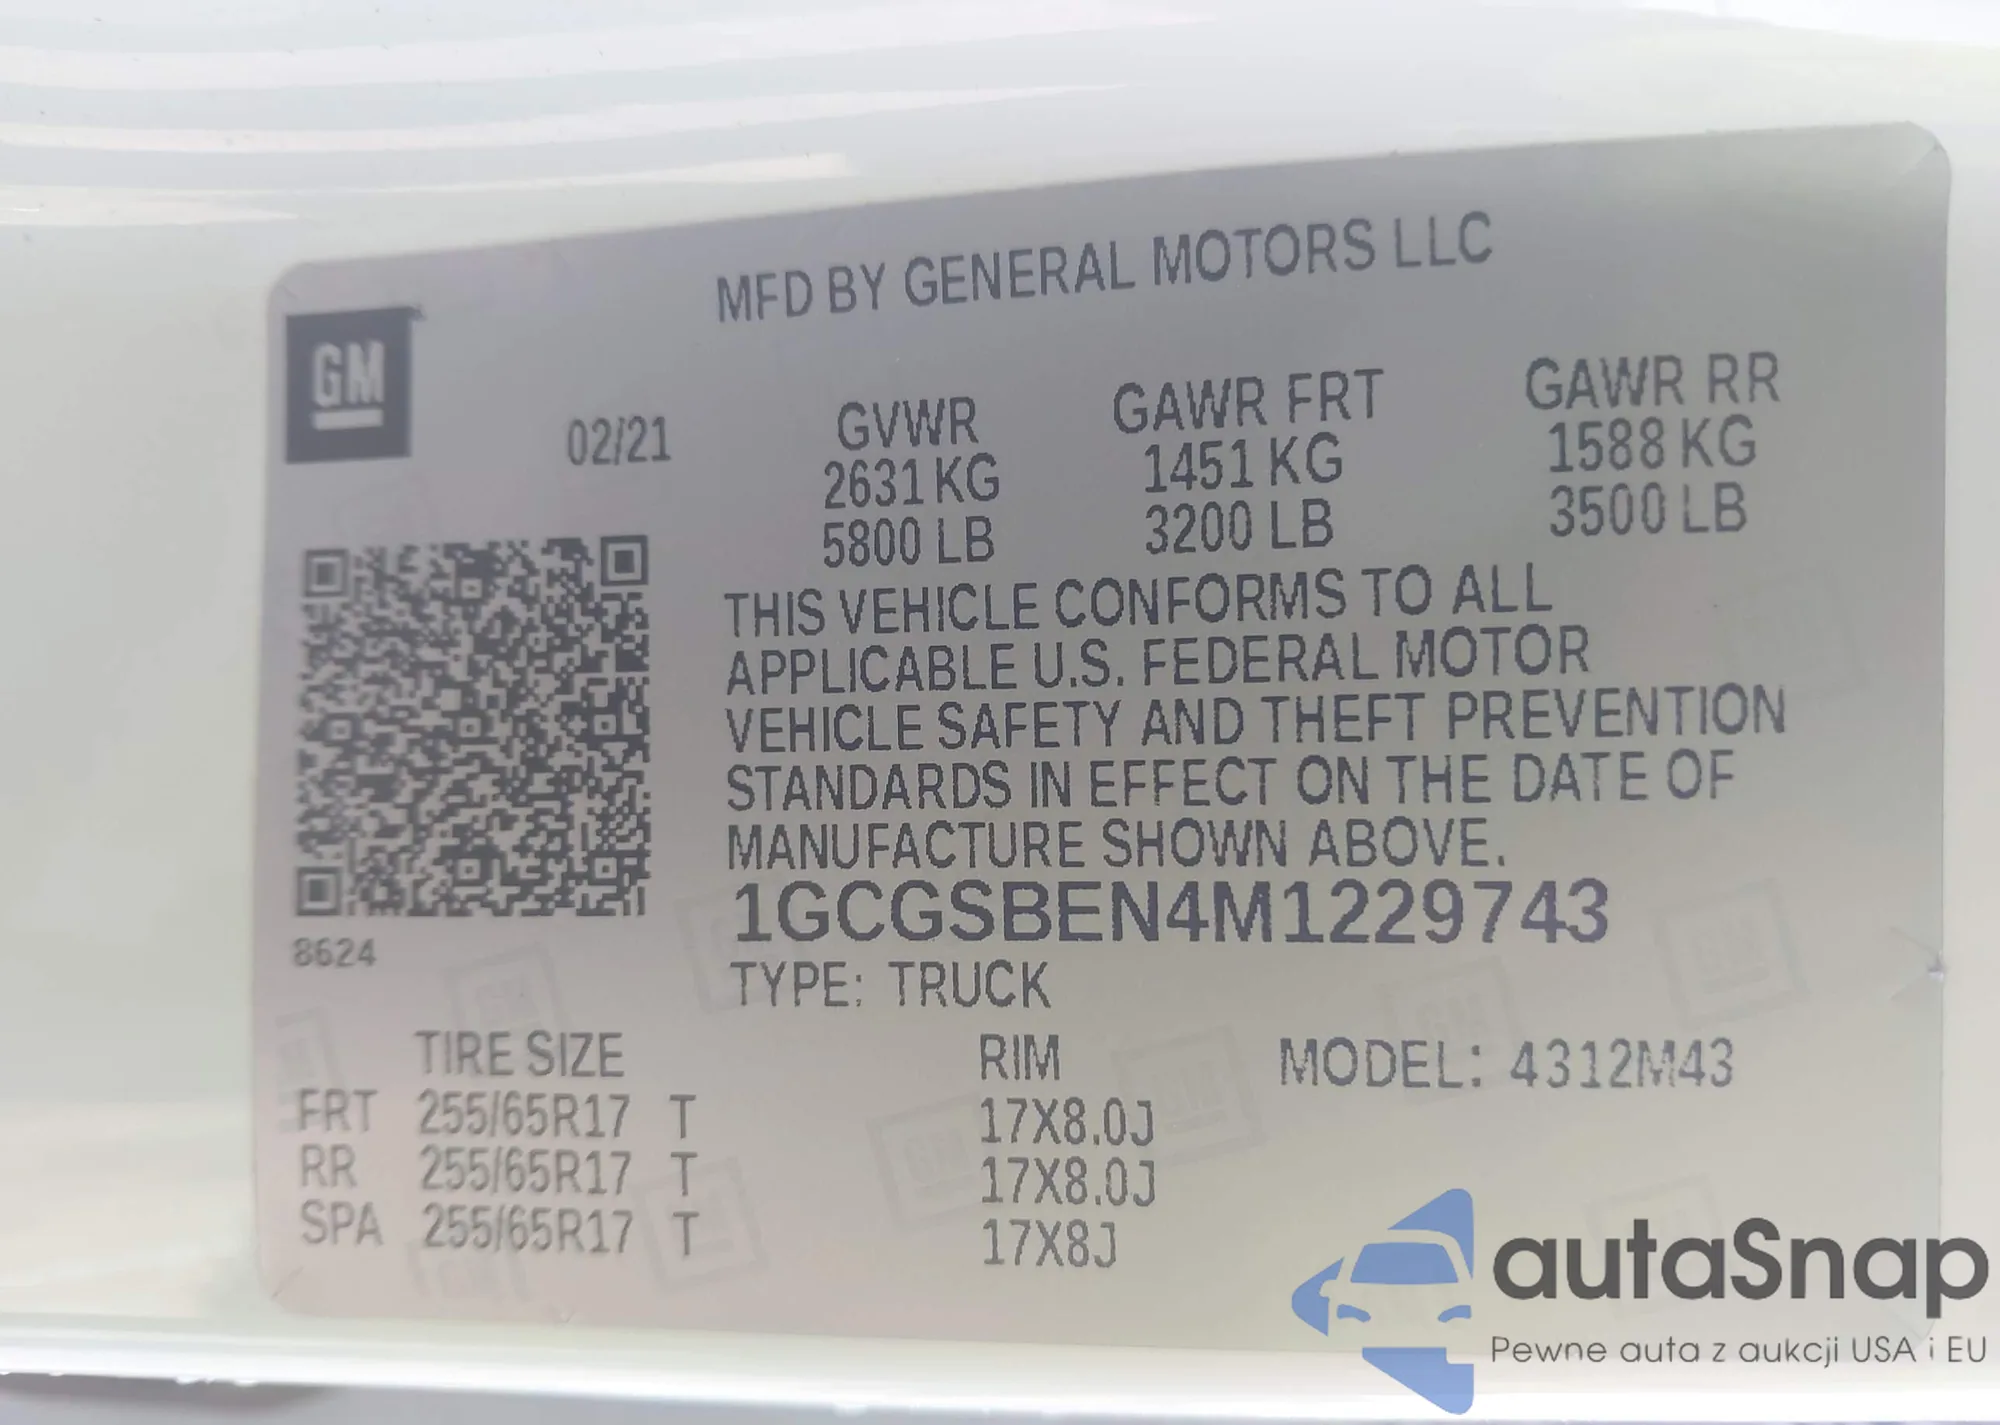 MFD BY GENERAL MOTORS LLC
GM
02/21
GVWR GAWR FRT GAWR RR
2631 KG 1451 KG 1588 KG
5800 LB 3200 LB 3500 LB
THIS VEHICLE CONFORMS TO ALL
APPLICABLE U.S. FEDERAL MOTOR
VEHICLE SAFETY AND THEFT PREVENTION
STANDARDS IN EFFECT ON THE DATE OF
MANUFACTURE SHOWN ABOVE.
1GCGSBEN4M1229743
8624
TYPE: TRUCK
TIRE SIZE RIM MODEL: 4312M43
FRT 255/65R17 T 17X8.0J
RR 255/65R17 T 17X8.0J
SPA 255/65R17 T 17X8J
autaSnap
Pewne auta z aukcji USA i EU